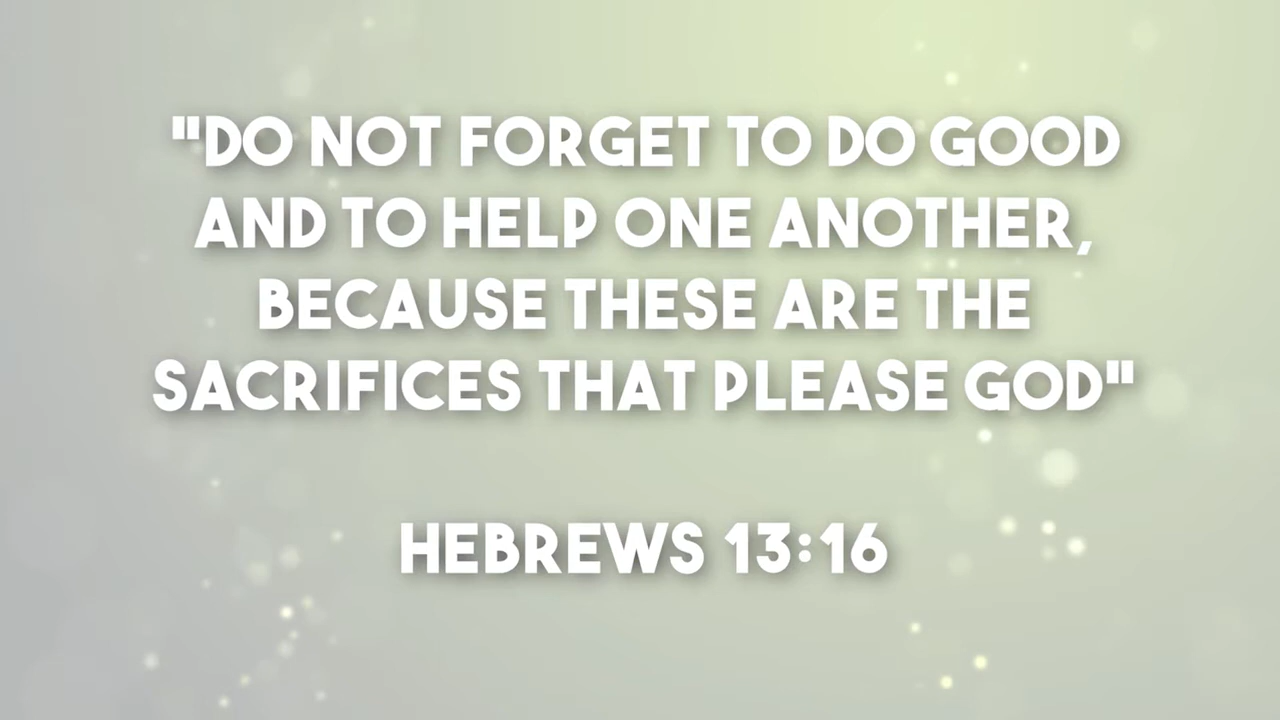 "DO NOT FORGET TO DO GOOD
AND TO HELP ONE ANOTHER,
BECAUSE THESE ARE THE
SACRIFICES THAT PLEASE GOD"
HEBREWS 13:16